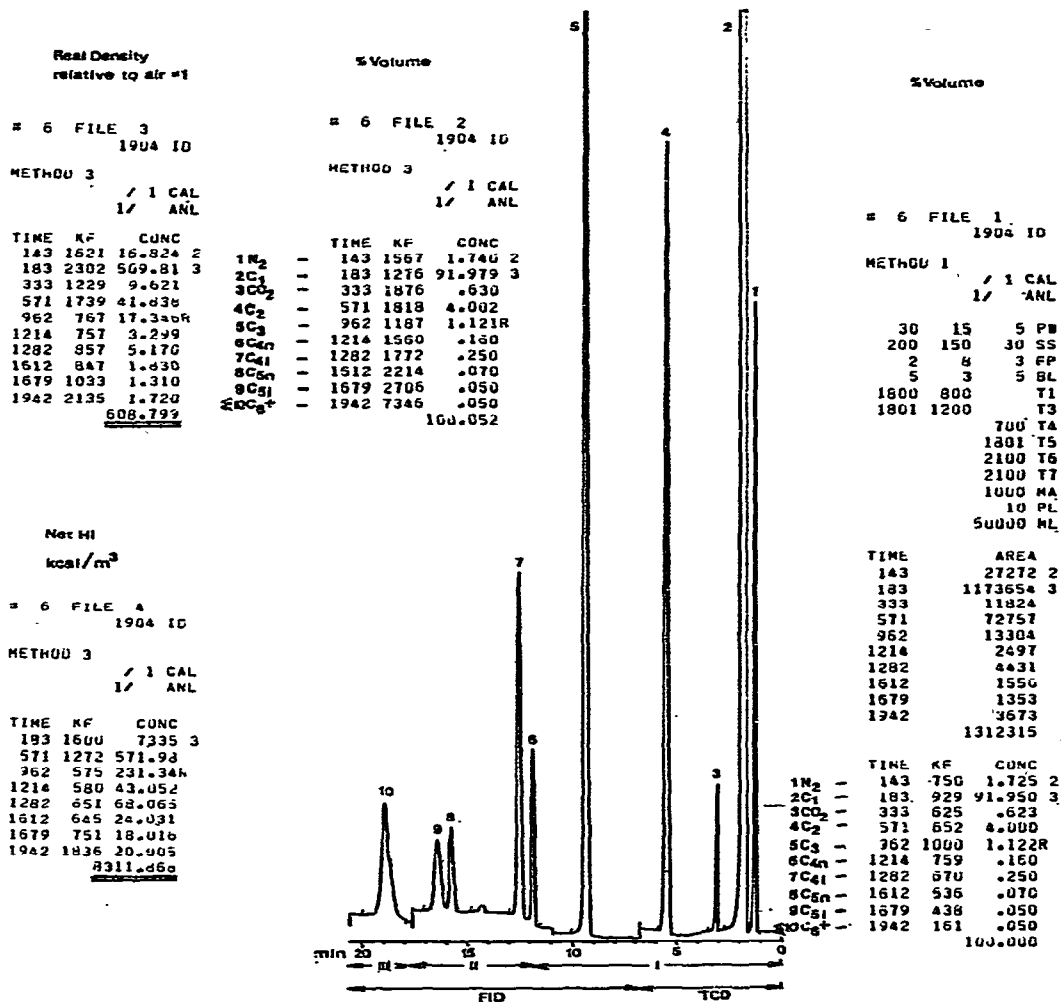 Real Density
relative to air =1
# 6 FILE 3
1904 ID
METHOD 3
/ 1 CAL
1/ ANL
TIME KF CONC
143 1621 16.824 2
183 2302 509.81 3
333 1229 9.621
571 1739 41.838
962 767 17.346R
1214 757 3.299
1282 857 5.170
1612 847 1.830
1679 1033 1.310
1942 2135 1.720
608.799
Net HI
kcal/m³
# 6 FILE 4
1904 ID
METHOD 3
/ 1 CAL
1/ ANL
TIME KF CONC
183 1600 7335 3
571 1272 571.98
962 575 231.34R
1214 580 43.052
1282 651 68.065
1612 645 24.031
1679 751 18.016
1942 1836 20.005
8311.868
% Volume
# 6 FILE 2
1904 ID
METHOD 3
/ 1 CAL
1/ ANL
TIME KF CONC
1N₂ – 143 1567 1.740 2
2C₁ – 183 1276 91.979 3
3CO₂ – 333 1876 .630
4C₂ – 571 1818 4.002
5C₃ – 962 1187 1.121R
6C₄n – 1214 1560 .160
7C₄i – 1282 1772 .250
8C₅n – 1612 2214 .070
9C₅i – 1679 2706 .050
≤10C₆+ – 1942 7346 .050
100.052
5
2
4
1
7
6
3
10
9
8
min 20 15 10 5 0
III II I
FID TCD
% Volume
# 6 FILE 1
1904 ID
METHOD 1
/ 1 CAL
1/ ANL
30 15 5 PW
200 150 30 SS
2 8 3 FP
5 3 5 BL
1800 800 T1
1801 1200 T3
700 T4
1801 T5
2100 T6
2100 T7
1000 MA
10 PL
50000 ML
TIME AREA
143 27272 2
183 1173654 3
333 11824
571 72757
962 13304
1214 2497
1282 4431
1612 1550
1679 1353
1942 3673
1312315
TIME KF CONC
1N₂ – 143 750 1.725 2
2C₁ – 183 929 91.950 3
3CO₂ – 333 625 .623
4C₂ – 571 652 4.000
5C₃ – 962 1000 1.122R
6C₄n – 1214 759 .160
7C₄i – 1282 670 .250
8C₅n – 1612 536 .070
9C₅i – 1679 438 .050
≤10C₆+ – 1942 161 .050
100.000